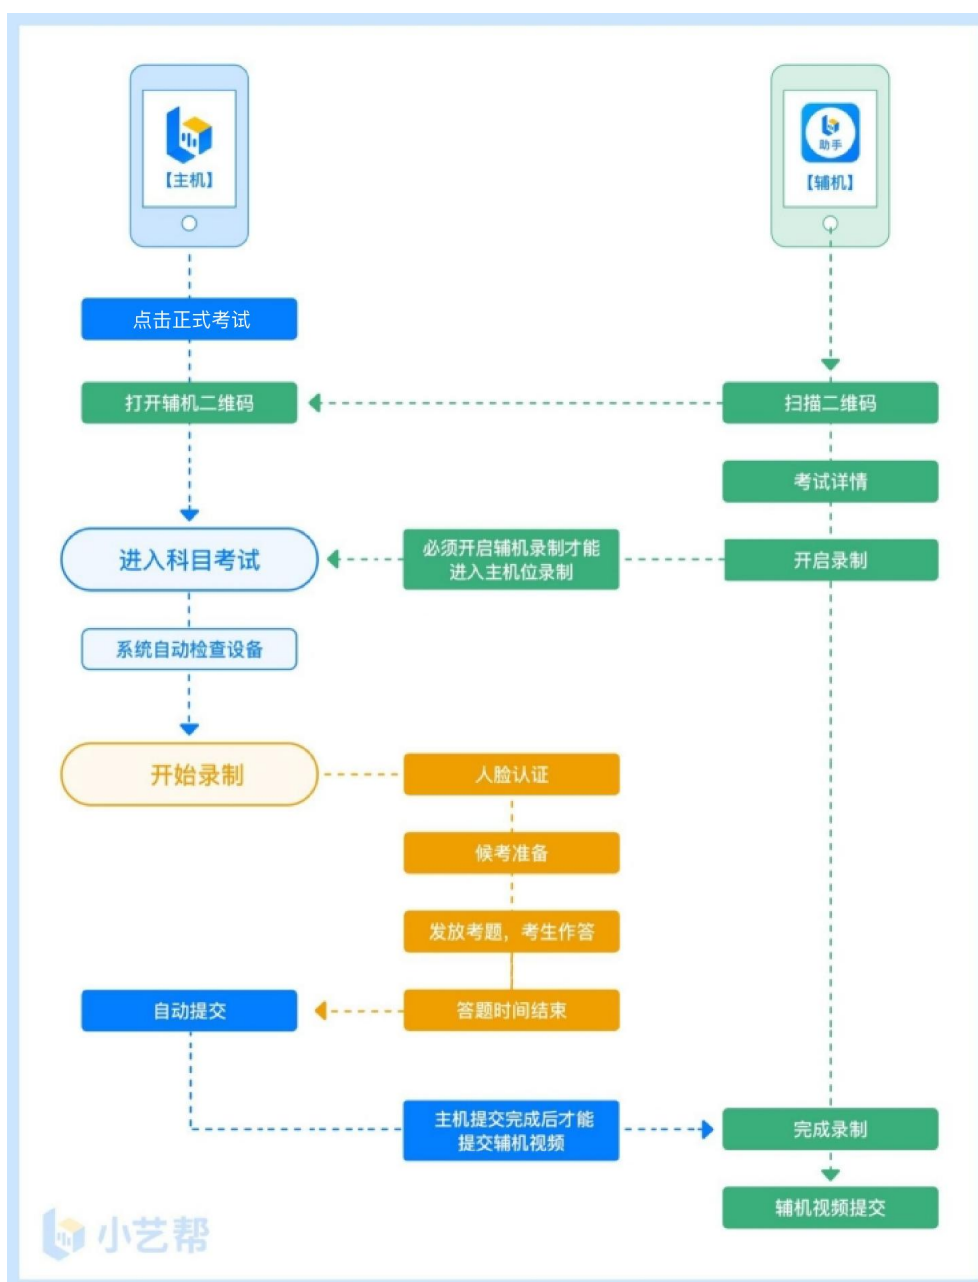 【主机】
助手
【辅机】
点击正式考试
打开辅机二维码
扫描二维码
考试详情
进入科目考试
必须开启辅机录制才能
进入主机位录制
开启录制
系统自动检查设备
开始录制
人脸认证
候考准备
发放考题，考生作答
自动提交
答题时间结束
主机提交完成后才能
提交辅机视频
完成录制
辅机视频提交
小艺帮